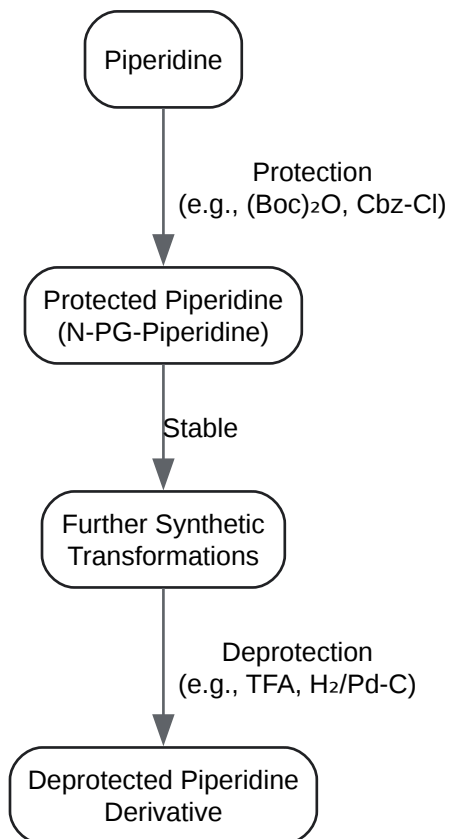 Piperidine
Protection
(e.g., (Boc)₂O, Cbz-Cl)
Protected Piperidine
(N-PG-Piperidine)
Stable
Further Synthetic
Transformations
Deprotection
(e.g., TFA, H₂/Pd-C)
Deprotected Piperidine
Derivative